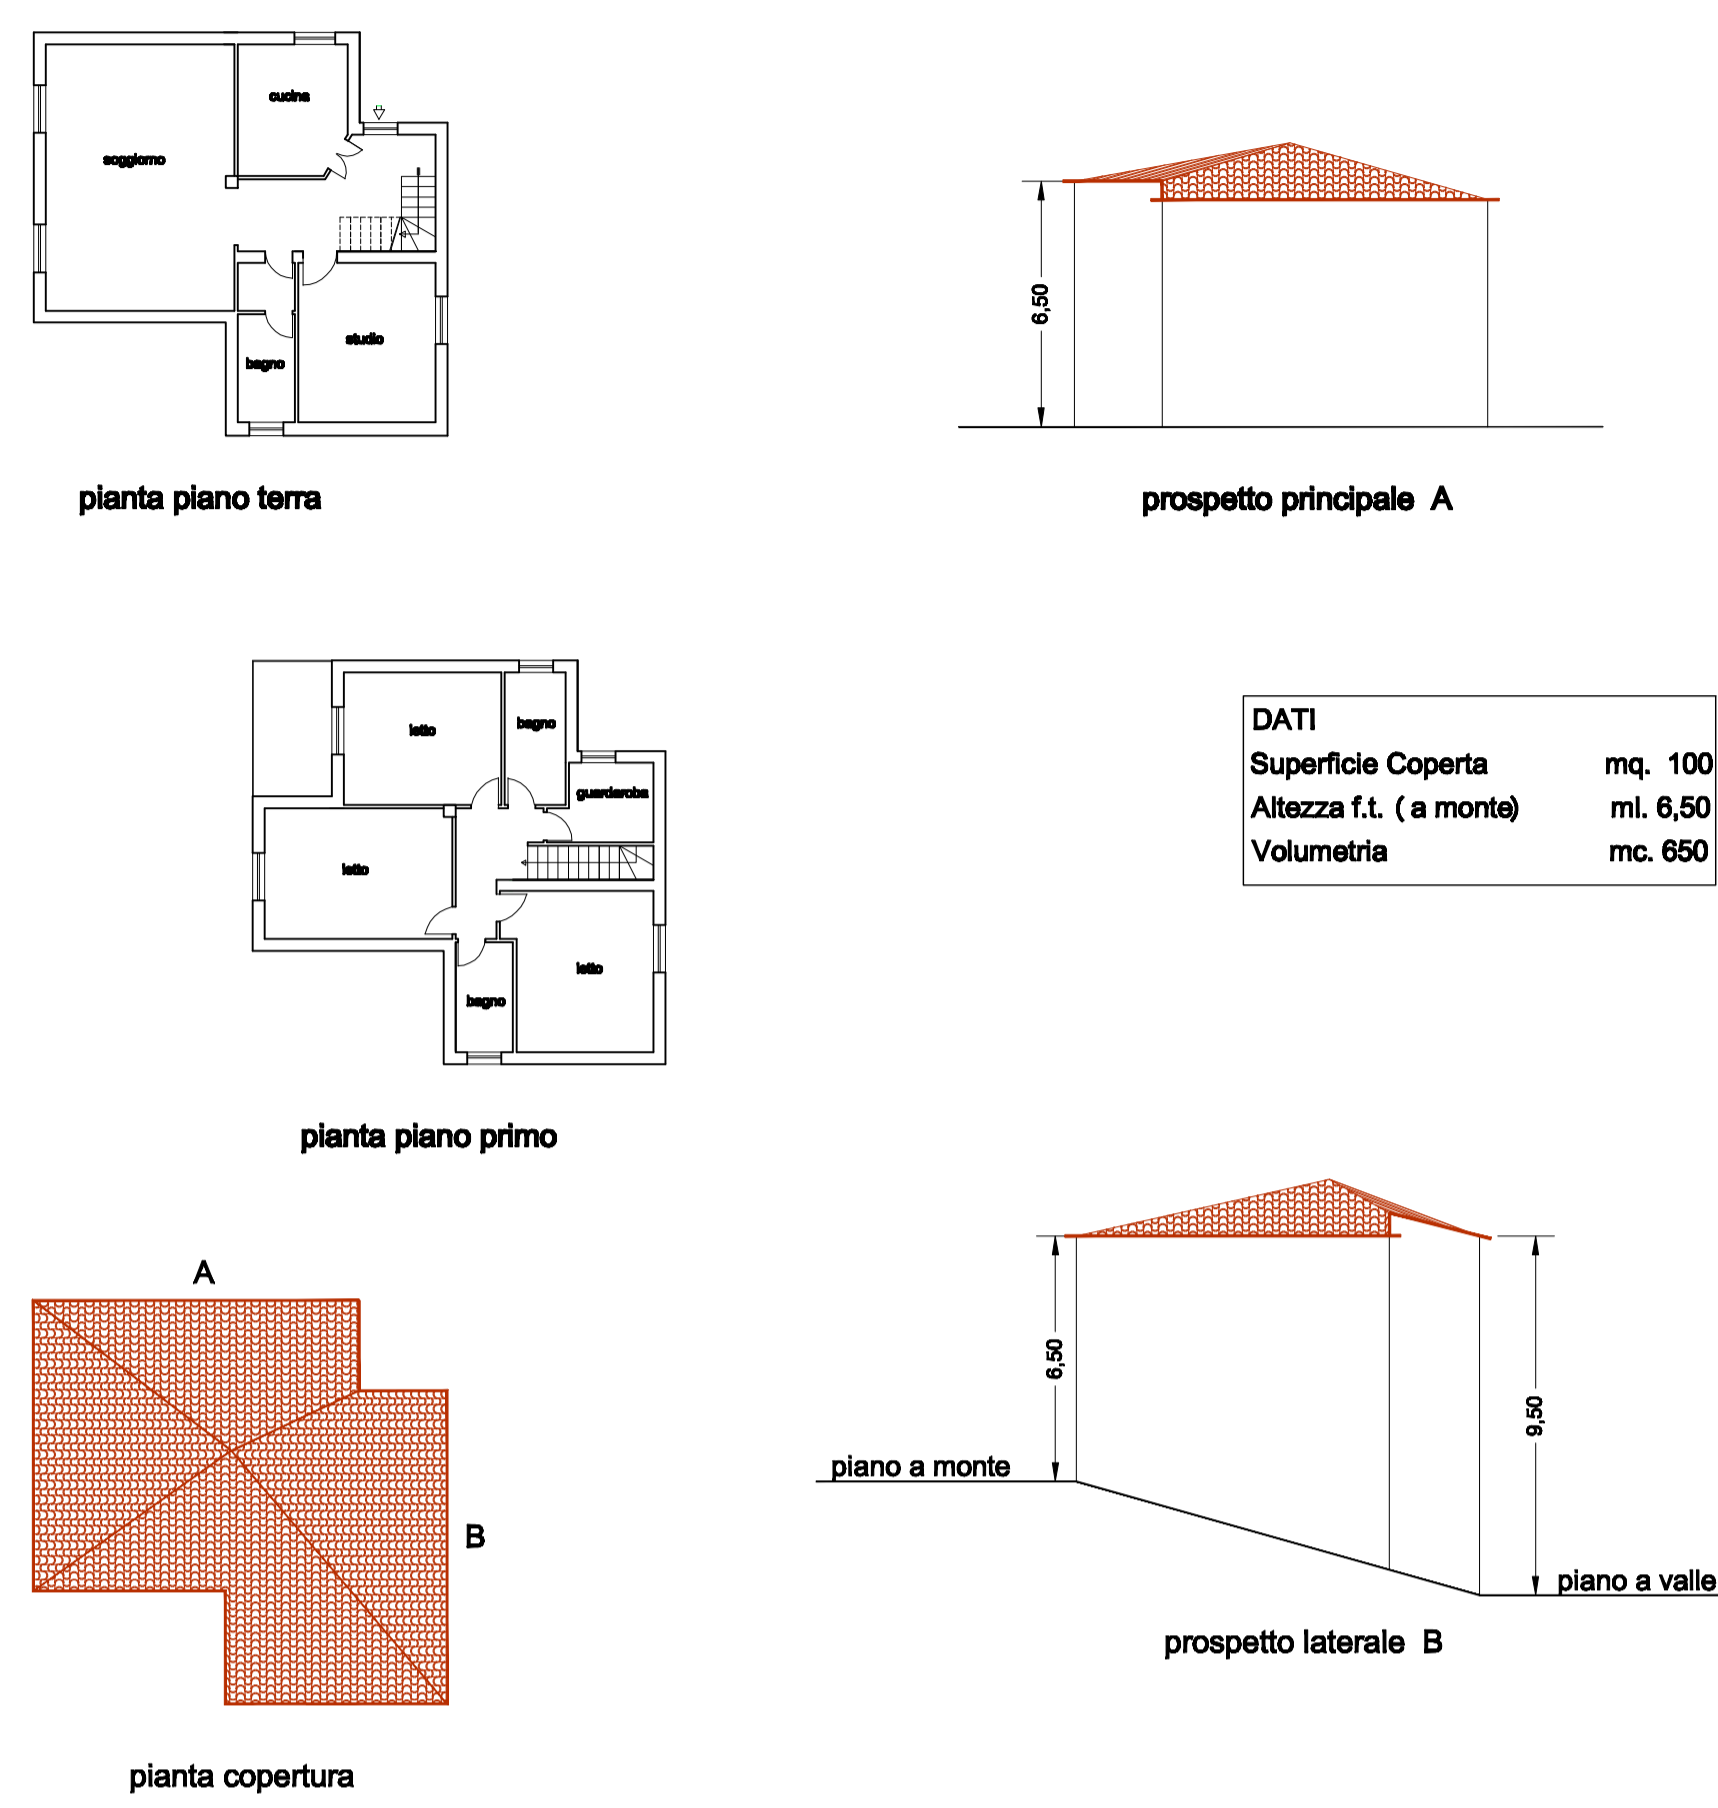 cucina
soggiorno
studio
bagno
pianta piano terra
6,50
prospetto principale A
letto
bagno
guardaroba
letto
letto
bagno
pianta piano primo
DATI
Superficie Coperta mq. 100
Altezza f.t. ( a monte) ml. 6,50
Volumetria mc. 650
A
B
pianta copertura
6,50
9,50
piano a monte
piano a valle
prospetto laterale B